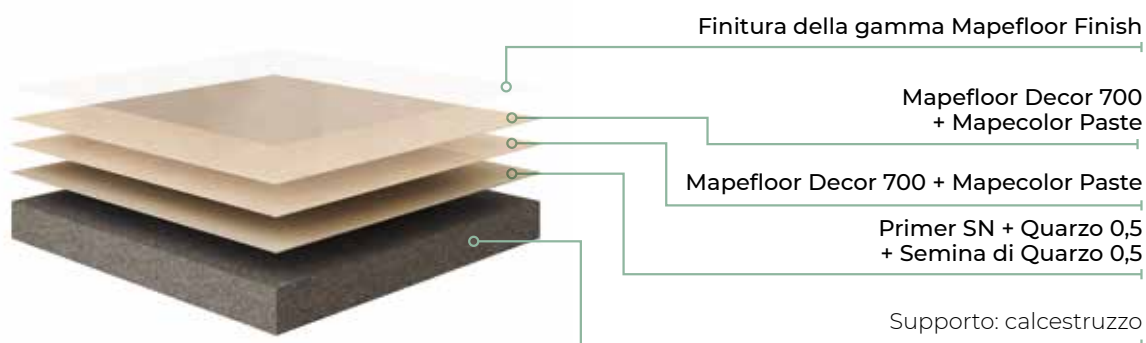 Finitura della gamma Mapefloor Finish
Mapefloor Decor 700
+ Mapecolor Paste
Mapefloor Decor 700 + Mapecolor Paste
Primer SN + Quarzo 0,5
+ Semina di Quarzo 0,5
Supporto: calcestruzzo